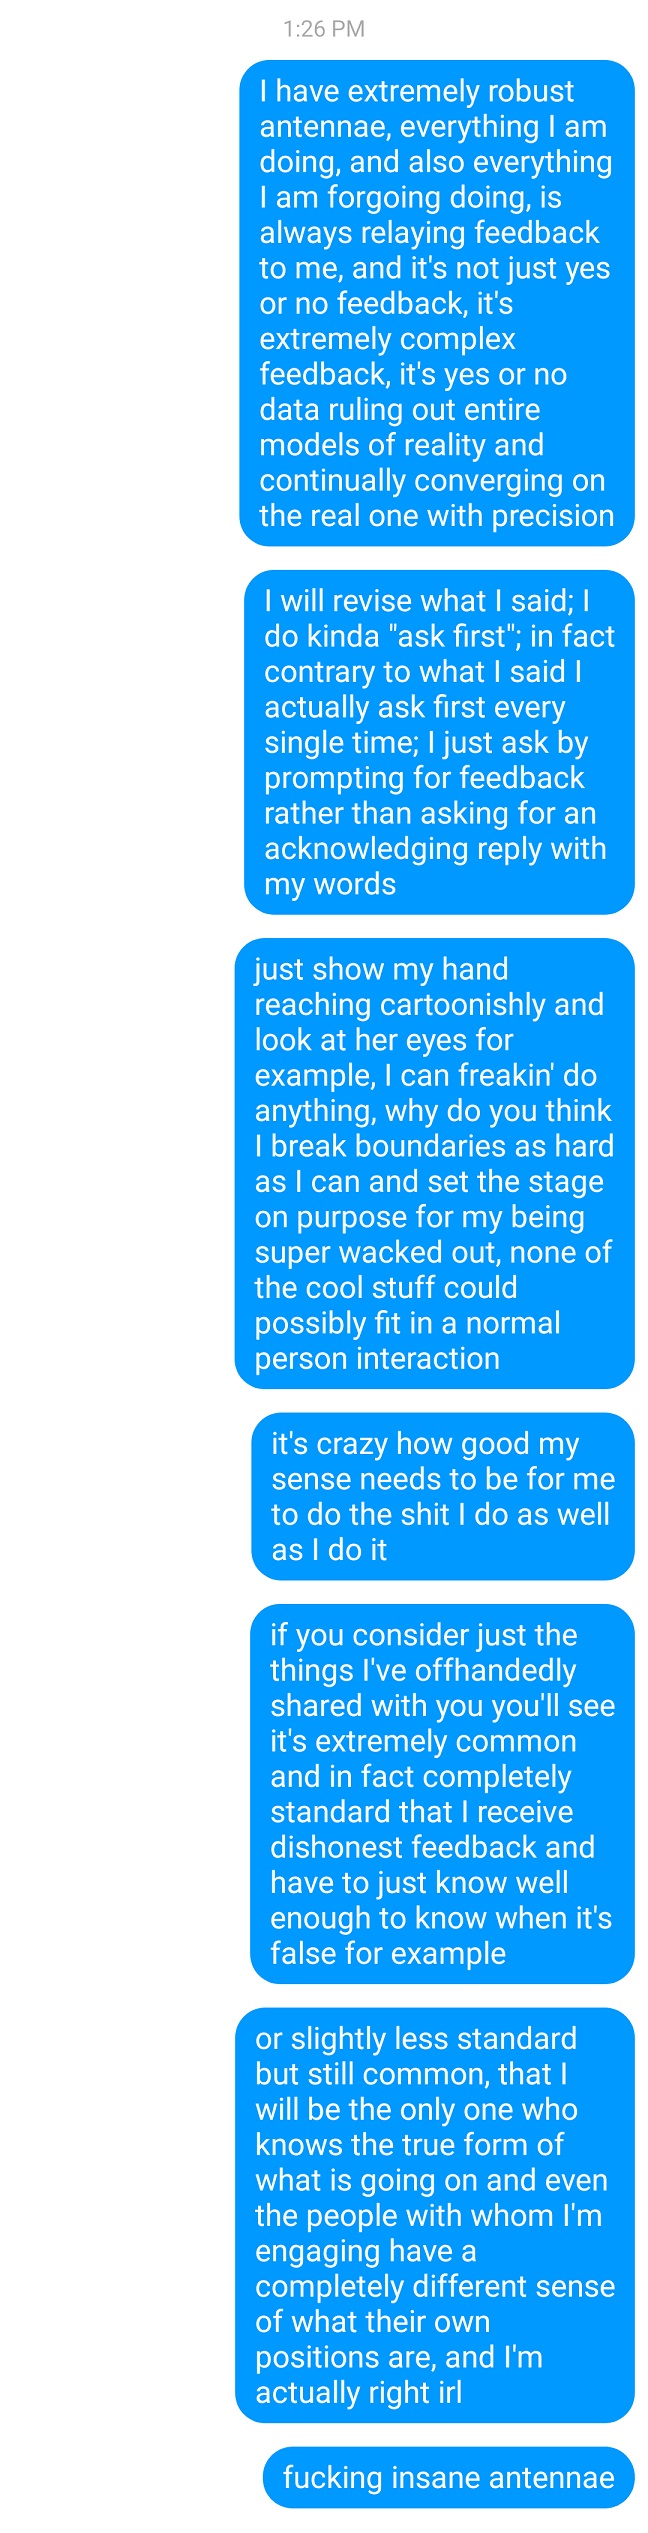 1:26 PM
I have extremely robust
antennae, everything I am
doing, and also everything
I am forgoing doing, is
always relaying feedback
to me, and it's not just yes
or no feedback, it's
extremely complex
feedback, it's yes or no
data ruling out entire
models of reality and
continually converging on
the real one with precision
I will revise what I said; I
do kinda "ask first"; in fact
contrary to what I said I
actually ask first every
single time; I just ask by
prompting for feedback
rather than asking for an
acknowledging reply with
my words
just show my hand
reaching cartoonishly and
look at her eyes for
example, I can freakin' do
anything, why do you think
I break boundaries as hard
as I can and set the stage
on purpose for my being
super wacked out, none of
the cool stuff could
possibly fit in a normal
person interaction
it's crazy how good my
sense needs to be for me
to do the shit I do as well
as I do it
if you consider just the
things I've offhandedly
shared with you you'll see
it's extremely common
and in fact completely
standard that I receive
dishonest feedback and
have to just know well
enough to know when it's
false for example
or slightly less standard
but still common, that I
will be the only one who
knows the true form of
what is going on and even
the people with whom I'm
engaging have a
completely different sense
of what their own
positions are, and I'm
actually right irl
fucking insane antennae